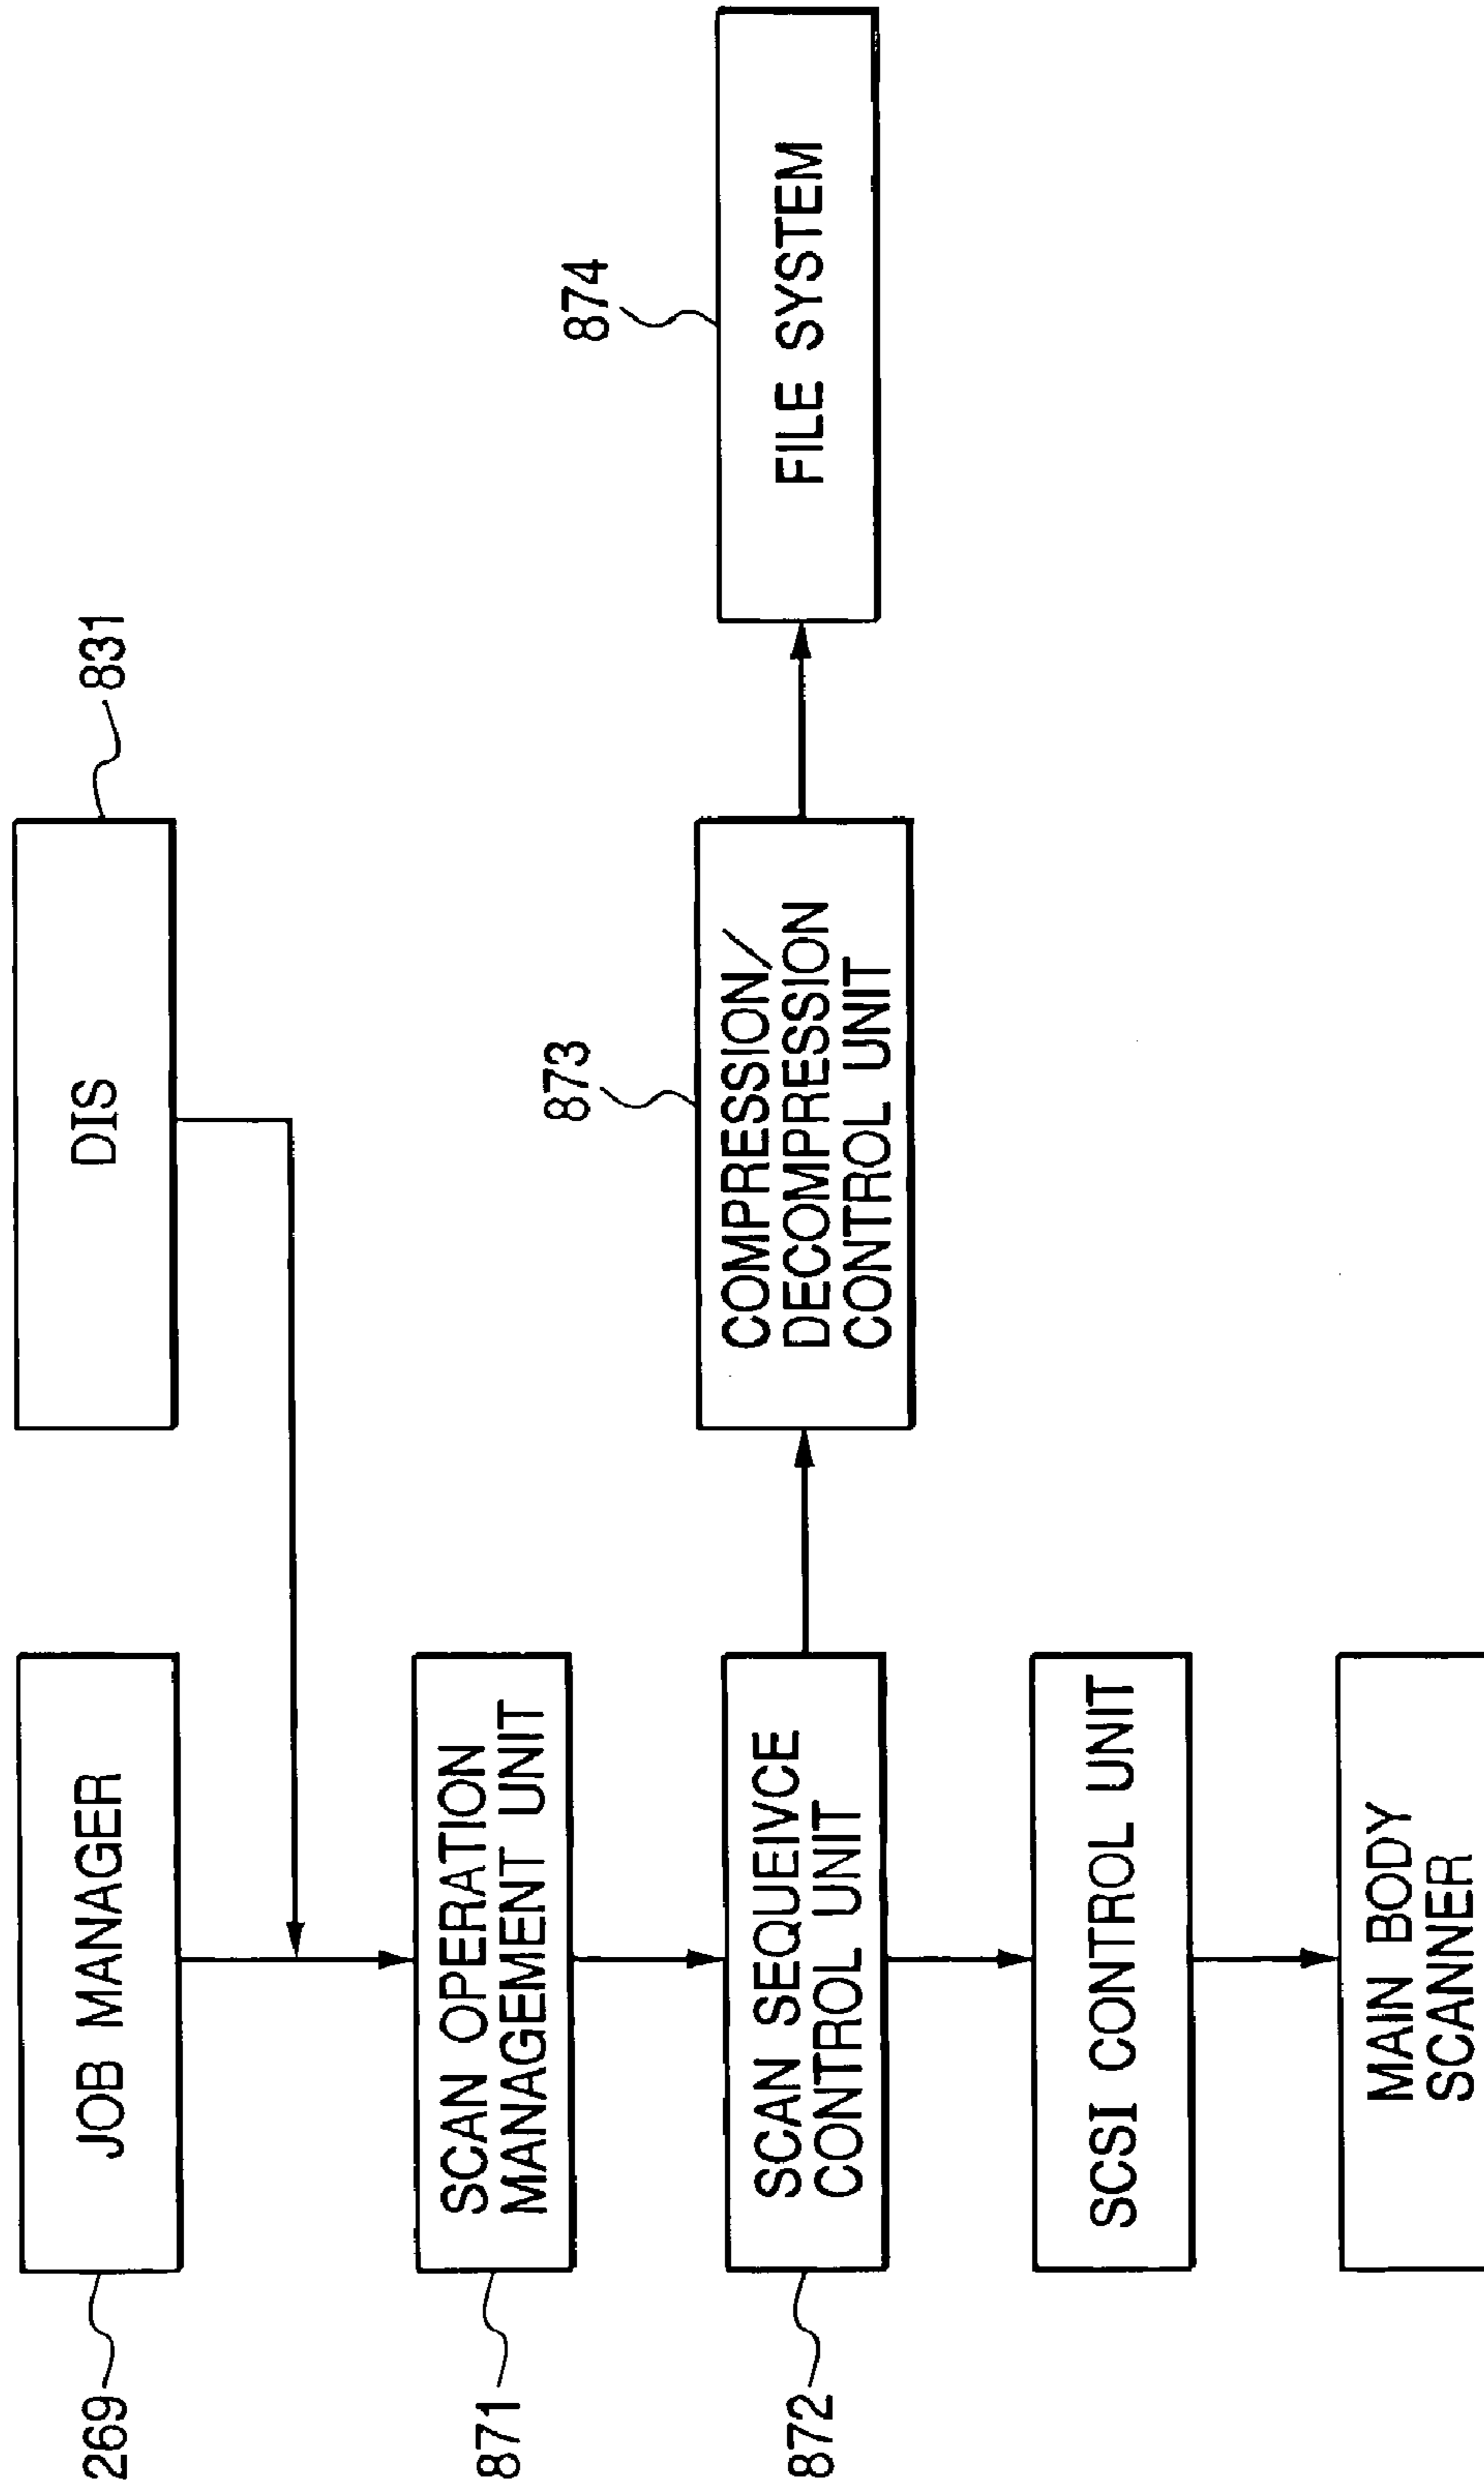 269
JOB MANAGER
DIS
831
871
SCAN OPERATION
MANAGEMENT UNIT
872
SCAN SEQUEIVCE
CONTROL UNIT
873
COMPRESSION/
DECOMPRESSION
CONTROL UNIT
874
FILE SYSTEM
SCSI CONTROL UNIT
MAIN BODY
SCANNER